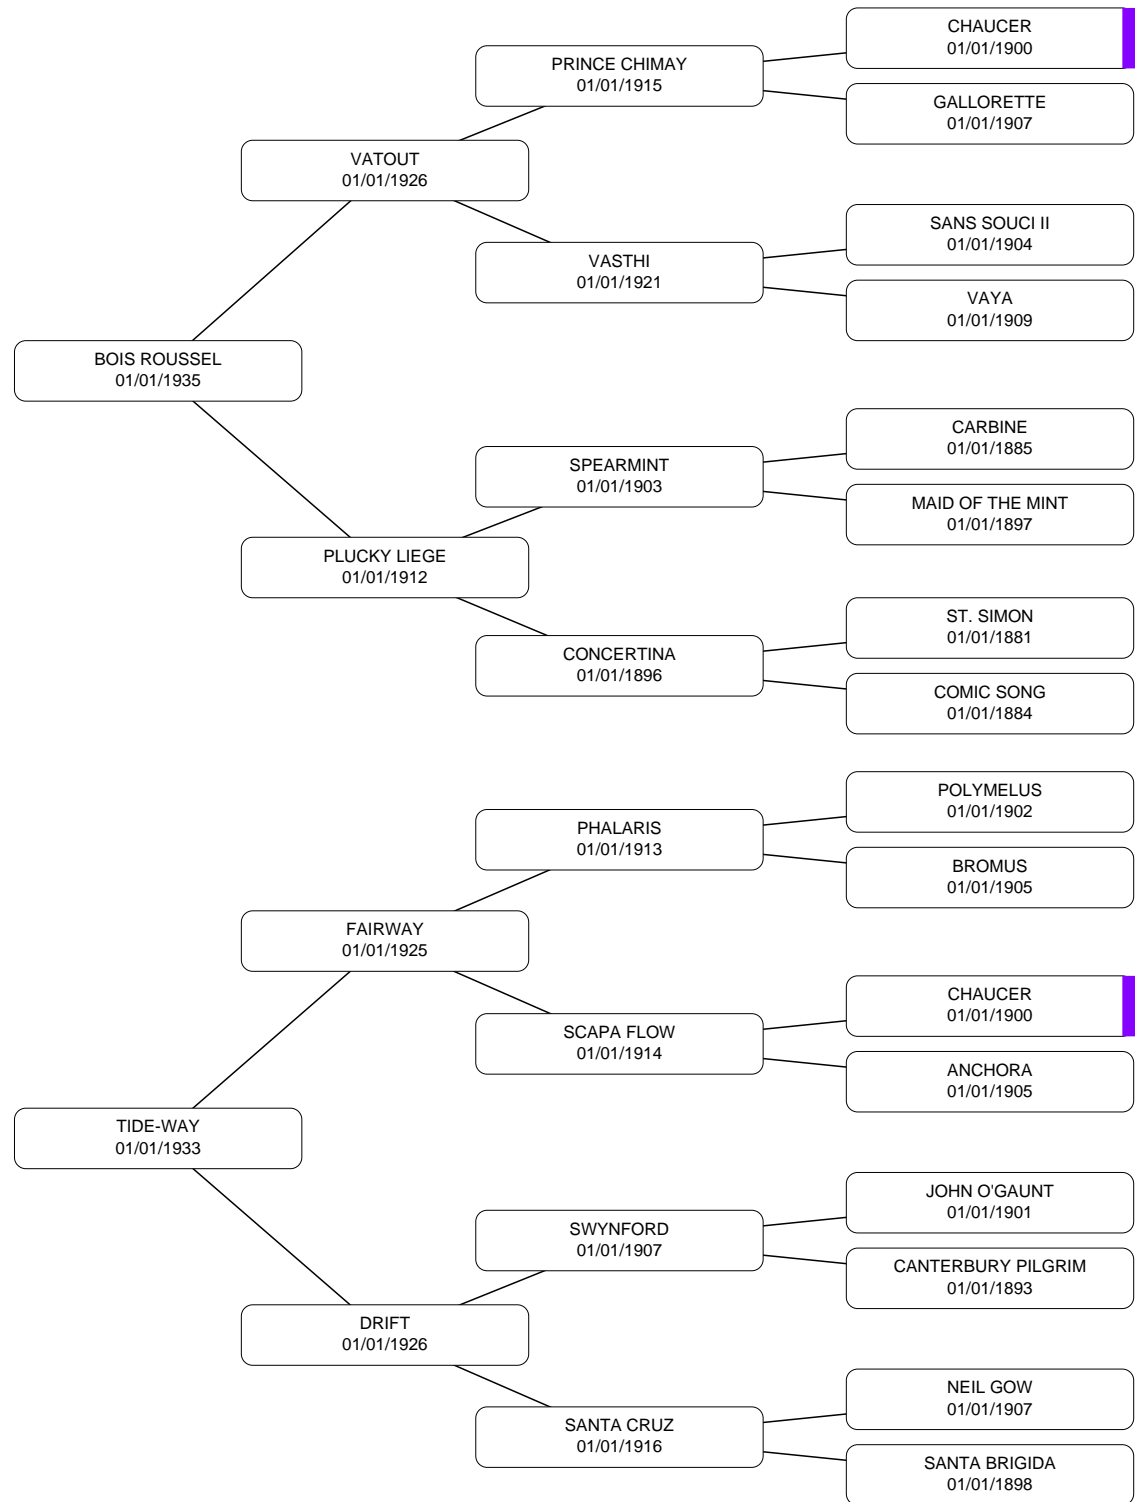 CHAUCER
01/01/1900
PRINCE CHIMAY
01/01/1915
GALLORETTE
01/01/1907
VATOUT
01/01/1926
SANS SOUCI II
01/01/1904
VASTHI
01/01/1921
VAYA
01/01/1909
BOIS ROUSSEL
01/01/1935
CARBINE
01/01/1885
SPEARMINT
01/01/1903
MAID OF THE MINT
01/01/1897
PLUCKY LIEGE
01/01/1912
ST. SIMON
01/01/1881
CONCERTINA
01/01/1896
COMIC SONG
01/01/1884
POLYMELUS
01/01/1902
PHALARIS
01/01/1913
BROMUS
01/01/1905
FAIRWAY
01/01/1925
CHAUCER
01/01/1900
SCAPA FLOW
01/01/1914
ANCHORA
01/01/1905
TIDE-WAY
01/01/1933
JOHN O'GAUNT
01/01/1901
SWYNFORD
01/01/1907
CANTERBURY PILGRIM
01/01/1893
DRIFT
01/01/1926
NEIL GOW
01/01/1907
SANTA CRUZ
01/01/1916
SANTA BRIGIDA
01/01/1898